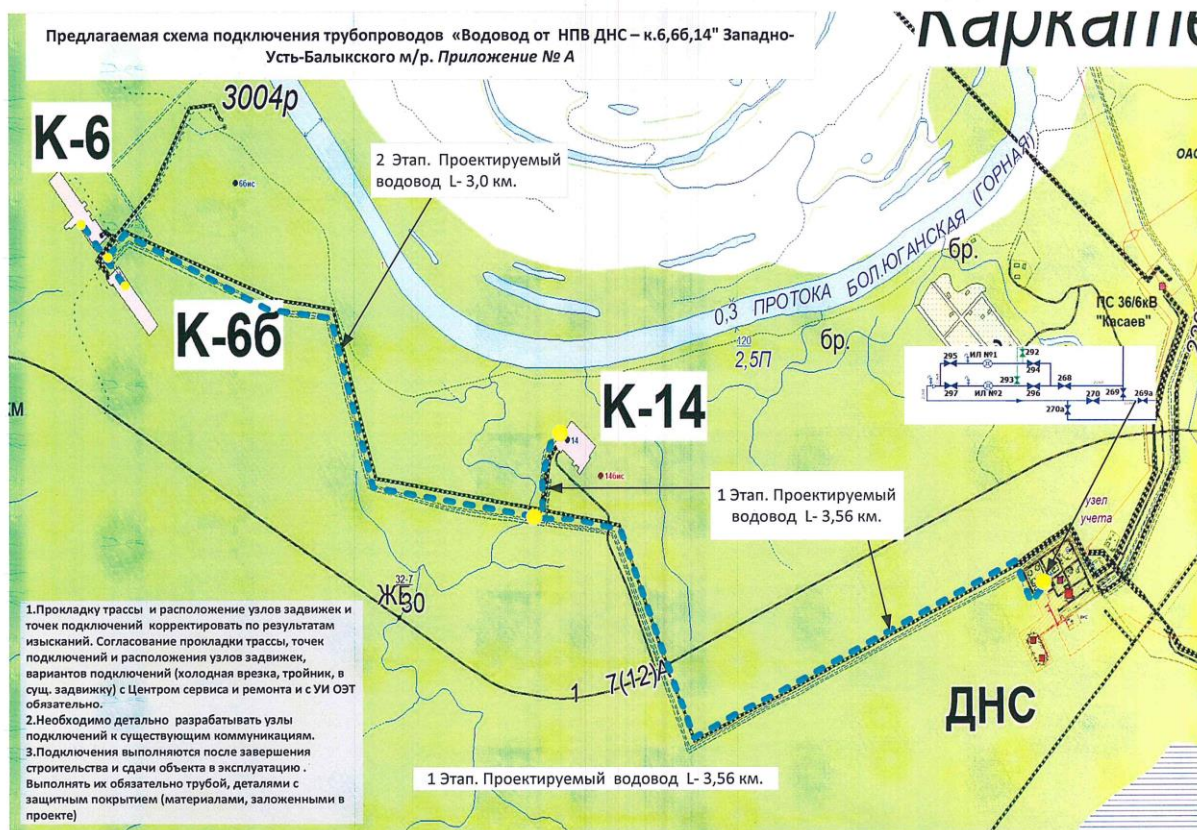 Каркате
Предлагаемая схема подключения трубопроводов «Водовод от НПВ ДНС – к.6,6б,14" Западно-
Усть-Балыкского м/р. Приложение № А
3004р
К-6
2 Этап. Проектируемый
водовод L- 3,0 км.
66ис
ОАО
К-6б
0,3 ПРОТОКА БОЛ.ЮГАНСКАЯ (ГОРНАЯ)
бр.
бр.
120
2,5П
ПС 36/6кВ
"Касаев"
295
ИЛ №1
292
294
293
268
297
ИЛ №2
296
270
269
269а
270а
К-14
14
146ис
КМ
1 Этап. Проектируемый
водовод L- 3,56 км.
узел
учета
32-7
ЖБ30
1
7(1-2)А
ДНС
1.Прокладку трассы и расположение узлов задвижек и
точек подключений корректировать по результатам
изысканий. Согласование прокладки трассы, точек
подключений и расположения узлов задвижек,
вариантов подключений (холодная врезка, тройник, в
сущ. задвижку) с Центром сервиса и ремонта и с УИ ОЭТ
обязательно.
2.Необходимо детально разрабатывать узлы
подключений к существующим коммуникациям.
3.Подключения выполняются после завершения
строительства и сдачи объекта в эксплуатацию .
Выполнять их обязательно трубой, деталями с
защитным покрытием (материалами, заложенными в
проекте)
1 Этап. Проектируемый водовод L- 3,56 км.